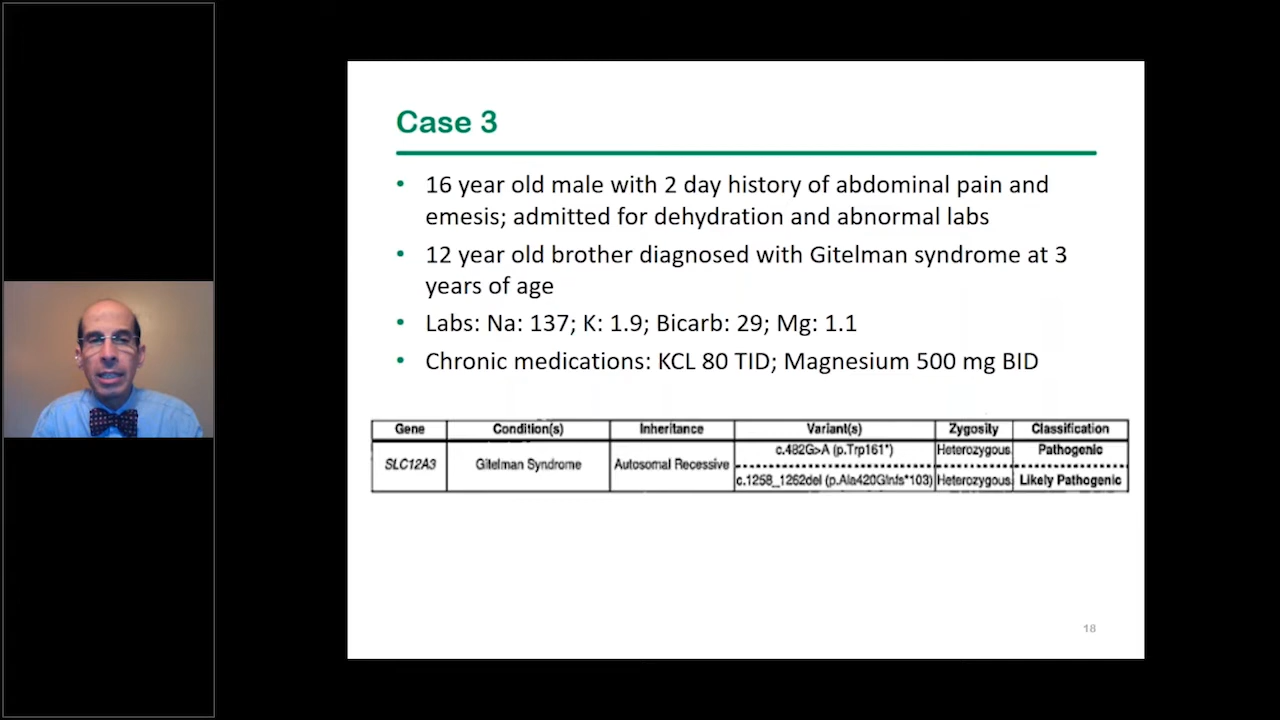 Case 3
• 16 year old male with 2 day history of abdominal pain and
emesis; admitted for dehydration and abnormal labs
• 12 year old brother diagnosed with Gitelman syndrome at 3
years of age
• Labs: Na: 137; K: 1.9; Bicarb: 29; Mg: 1.1
• Chronic medications: KCL 80 TID; Magnesium 500 mg BID
Gene Condition(s) Inheritance Variant(s) Zygosity Classification
c.482G>A (p.Trp161*) Heterozygous Pathogenic
SLC12A3 Gitelman Syndrome Autosomal Recessive
c.1258_1262del (p.Ala420Glnfs*103) Heterozygous Likely Pathogenic
18